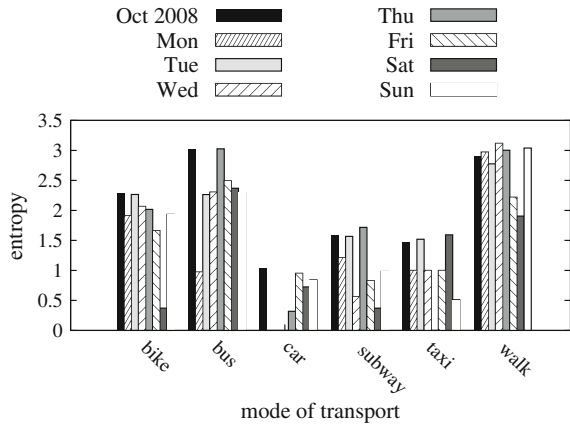 Oct 2008
Mon
Tue
Wed
Thu
Fri
Sat
Sun
3.5
3
2.5
2
1.5
1
0.5
0
entropy
bike
bus
car
subway
taxi
walk
mode of transport